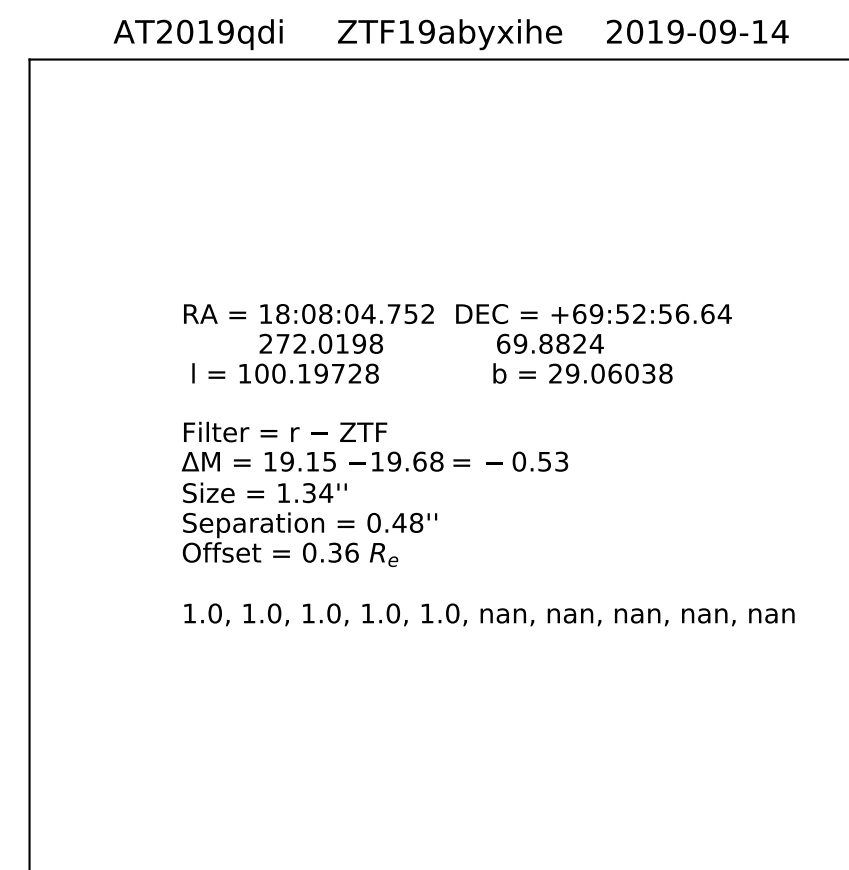 AT2019qdi ZTF19abyxihe 2019-09-14
RA = 18:08:04.752 DEC = +69:52:56.64
272.0198 69.8824
l = 100.19728 b = 29.06038
Filter = r − ZTF
ΔM = 19.15 −19.68 = − 0.53
Size = 1.34''
Separation = 0.48''
Offset = 0.36 Re
1.0, 1.0, 1.0, 1.0, 1.0, nan, nan, nan, nan, nan